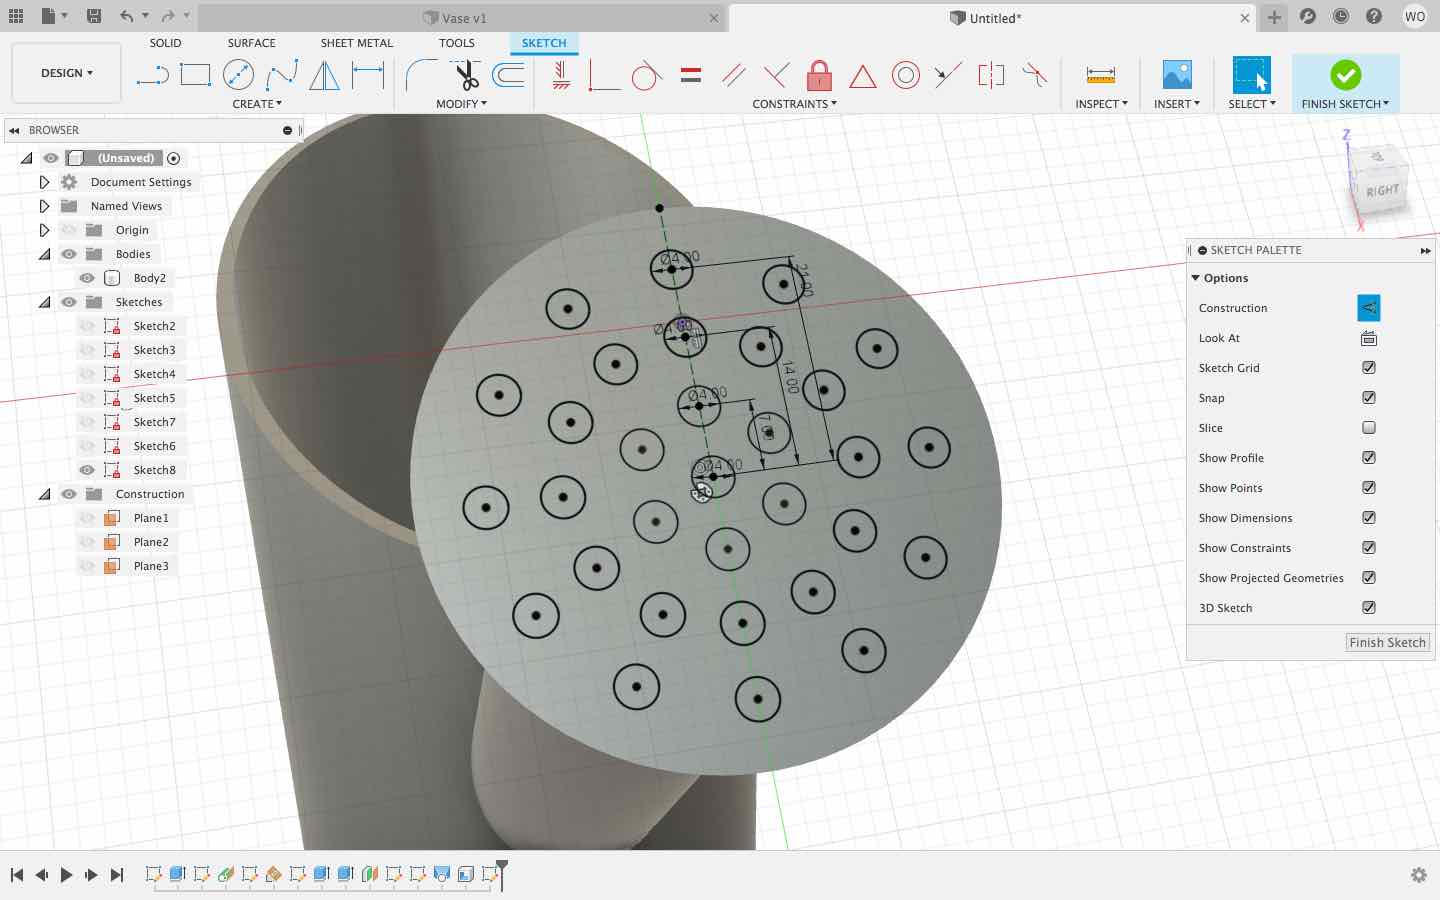 Vase v1
Untitled*
WO
DESIGN
SOLID
SURFACE
SHEET METAL
TOOLS
SKETCH
CREATE
MODIFY
CONSTRAINTS
INSPECT
INSERT
SELECT
FINISH SKETCH
BROWSER
(Unsaved)
Document Settings
Named Views
Origin
Bodies
Body2
Sketches
Sketch2
Sketch3
Sketch4
Sketch5
Sketch7
Sketch6
Sketch8
Construction
Plane1
Plane2
Plane3
Ø4.00
21.00
14.00
Ø4.00
Ø4.00
Z
RIGHT
X
SKETCH PALETTE
Options
Construction
Look At
Sketch Grid
Snap
Slice
Show Profile
Show Points
Show Dimensions
Show Constraints
Show Projected Geometries
3D Sketch
Finish Sketch